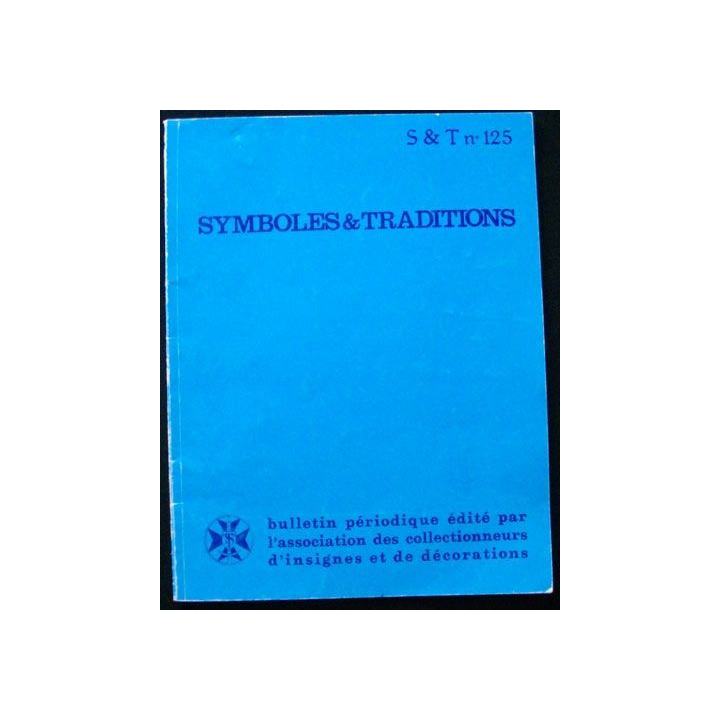 S & T n° 125
SYMBOLES & TRADITIONS
bulletin périodique édité par
l'association des collectionneurs
d'insignes et de décorations